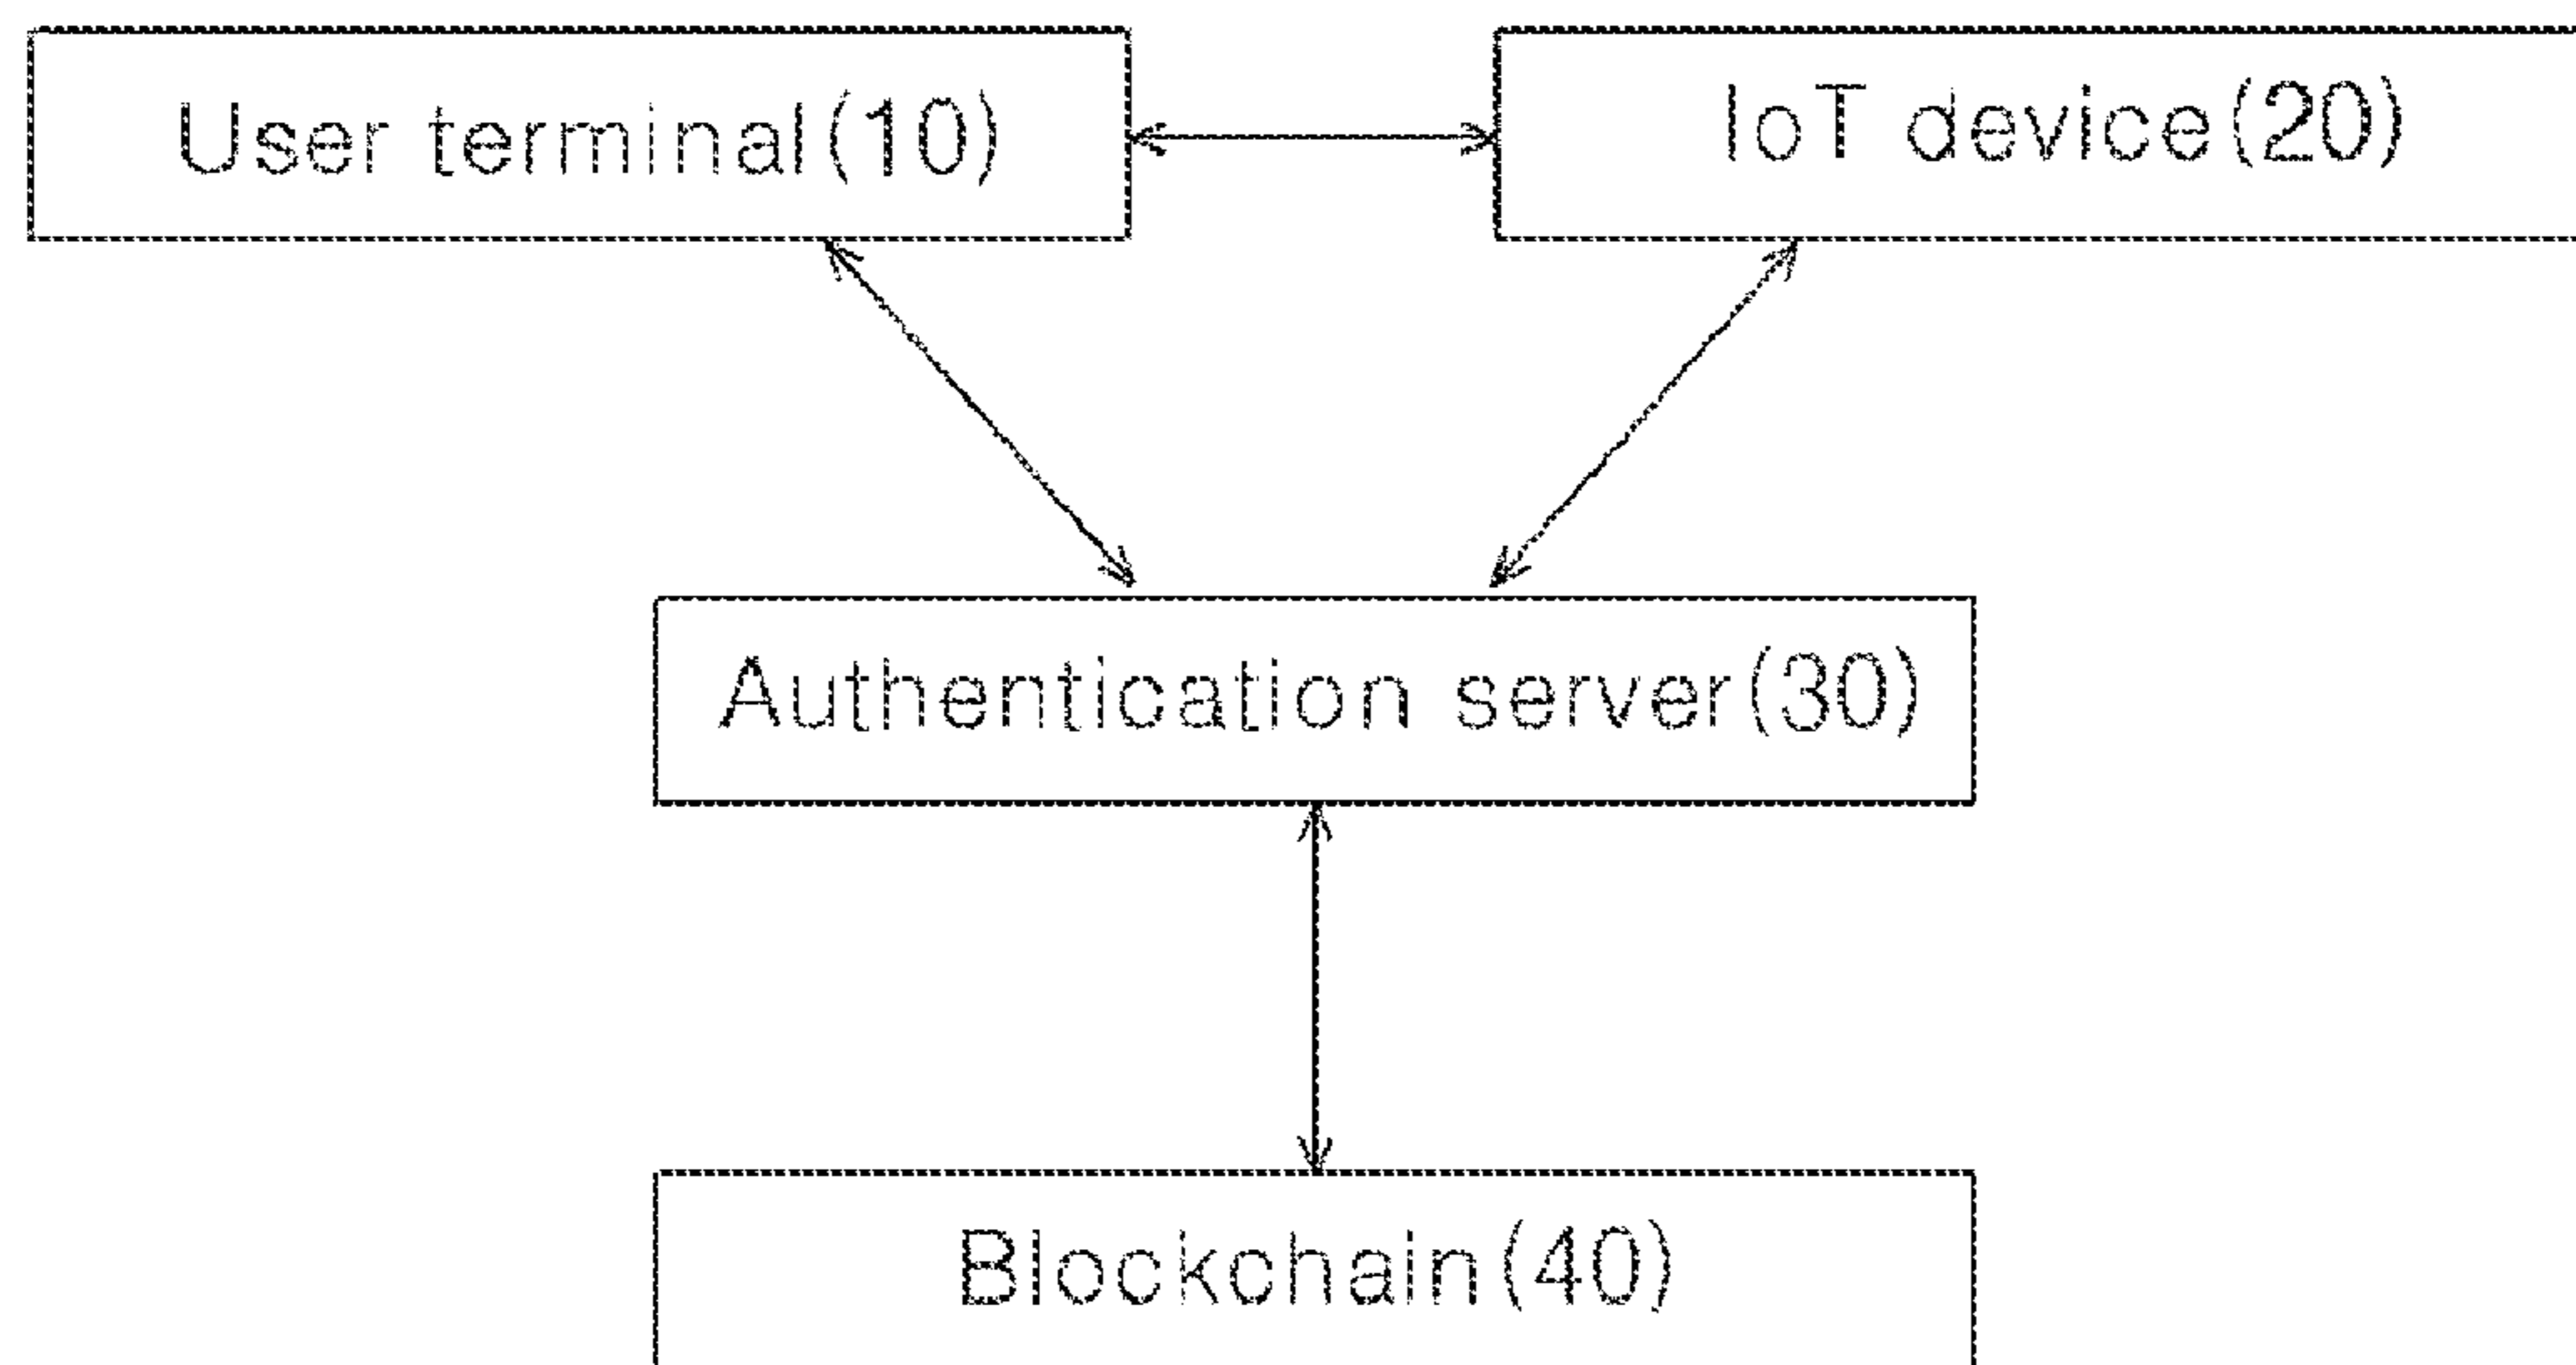 User terminal(10)
IoT device(20)
Authentication server(30)
Blockchain(40)